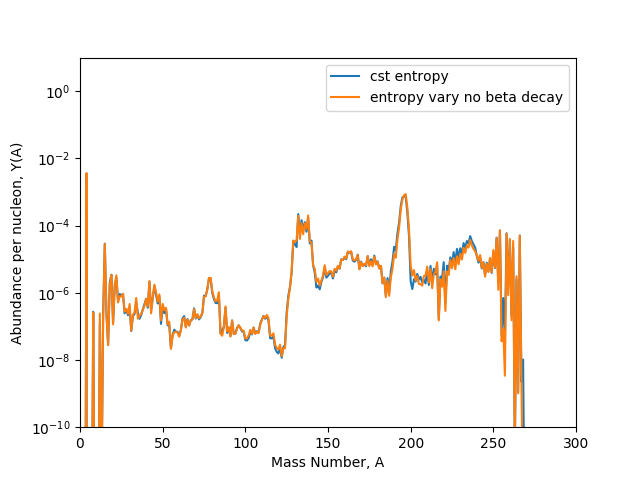 cst entropy
entropy vary no beta decay
Abundance per nucleon, Y(A)
10⁰
10⁻²
10⁻⁴
10⁻⁶
10⁻⁸
10⁻¹⁰
0 50 100 150 200 250 300
Mass Number, A